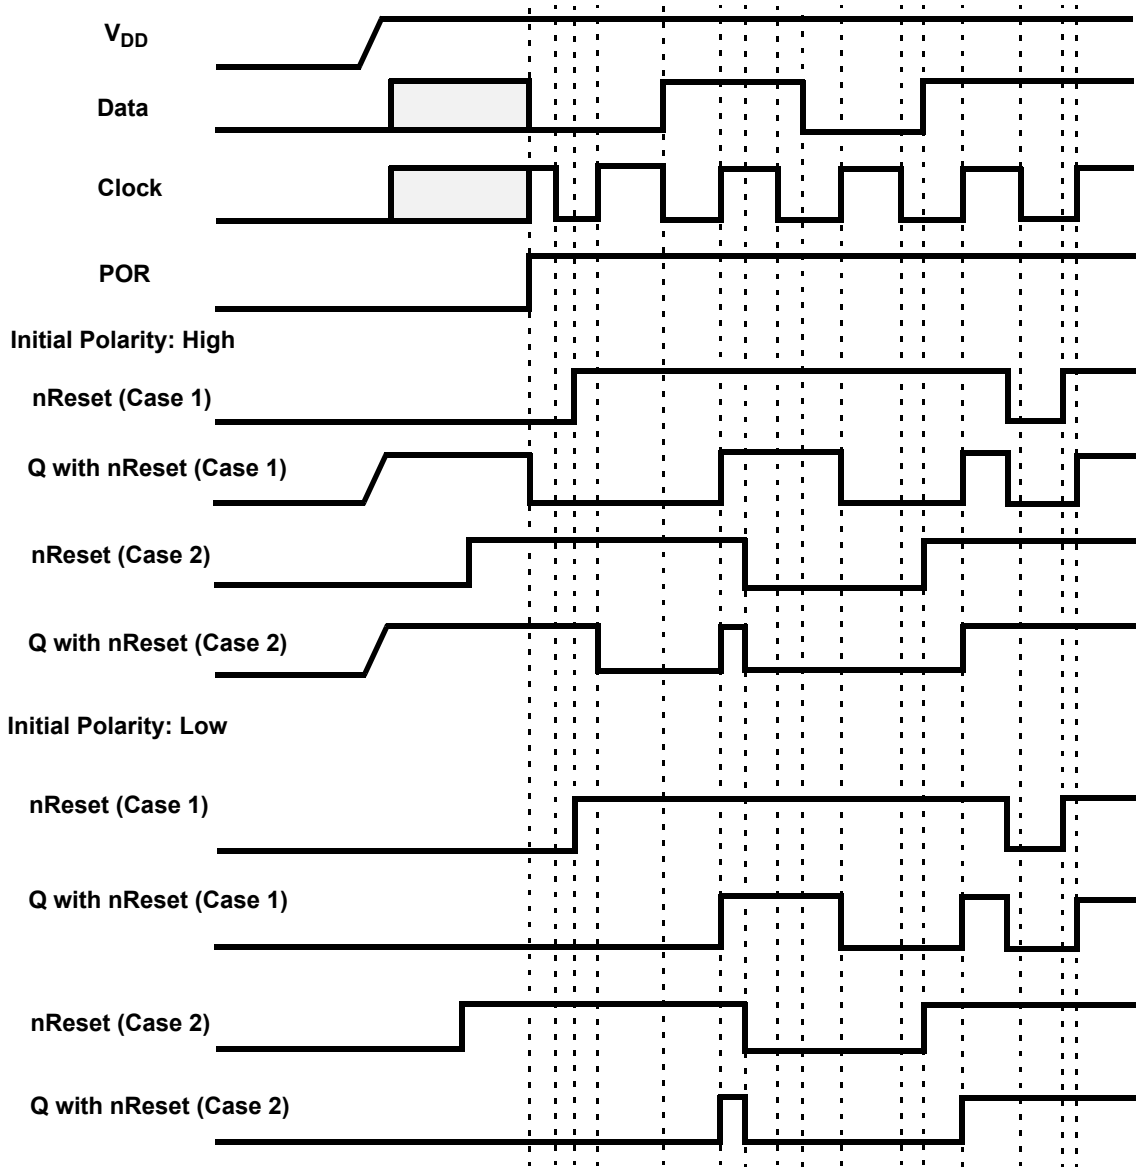 VDD
Data
Clock
POR
Initial Polarity: High
nReset (Case 1)
Q with nReset (Case 1)
nReset (Case 2)
Q with nReset (Case 2)
Initial Polarity: Low
nReset (Case 1)
Q with nReset (Case 1)
nReset (Case 2)
Q with nReset (Case 2)